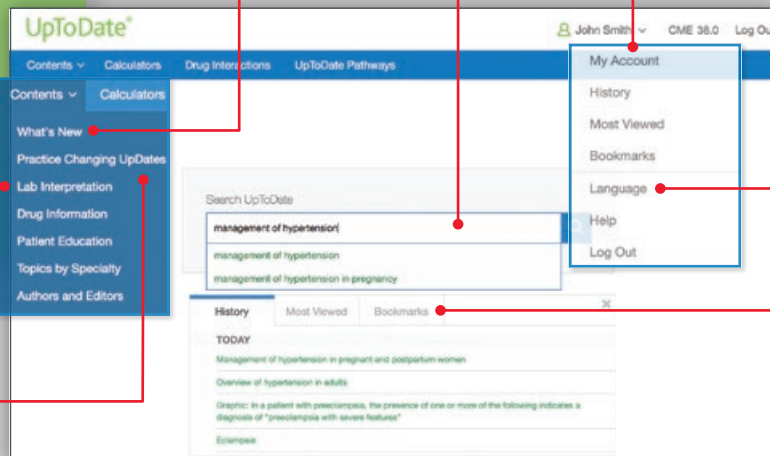 UpToDate®
John Smith CME 38.0 Log Ou
Contents Calculators Drug Interactions UpToDate Pathways
Contents Calculators
What's New
Practice Changing UpDates
Lab Interpretation
Drug Information
Patient Education
Topics by Specialty
Authors and Editors
My Account
History
Most Viewed
Bookmarks
Language
Help
Log Out
Search UpToDate
management of hypertension
management of hypertension
management of hypertension in pregnancy
History Most Viewed Bookmarks
TODAY
Management of hypertension in pregnant and postpartum women
Overview of hypertension in adults
Graphic: In a patient with preeclampsia, the presence of one or more of the following indicates a
diagnosis of "preeclampsia with severe features"
Eclampsia